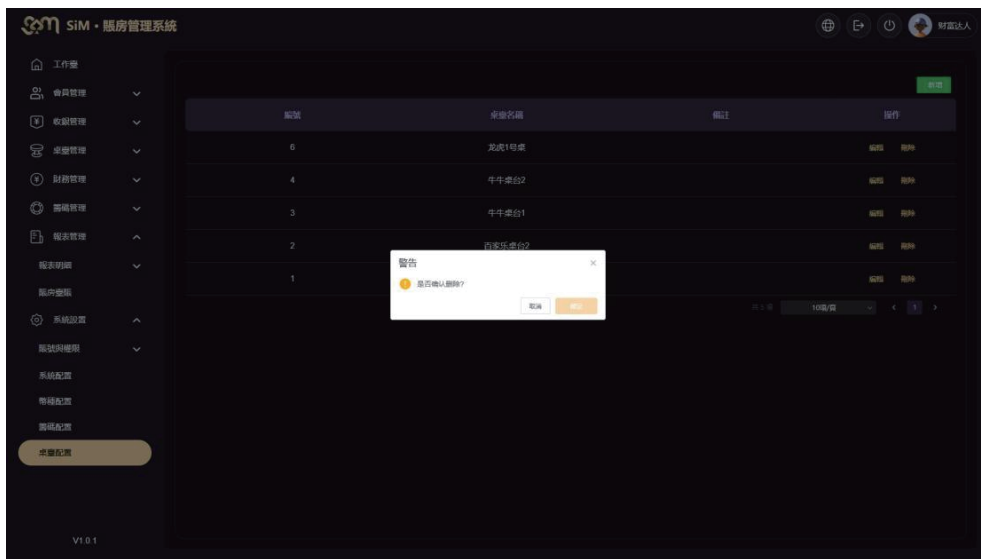 SiM • 賬房管理系統
财富达人
工作臺
會員管理
收銀管理
桌臺管理
財務管理
籌碼管理
報表管理
報表明細
賬房變賬
系統設置
賬號與權限
系統配置
幣種配置
籌碼配置
桌臺配置
V1.0.1
新增
編號 桌臺名稱 備註 操作
6 龙虎1号桌 編輯 刪除
4 牛牛桌台2 編輯 刪除
3 牛牛桌台1 編輯 刪除
2 百家乐桌台2 編輯 刪除
1 編輯 刪除
警告
是否确认删除?
取消 確定
共 5 條 10條/頁 1